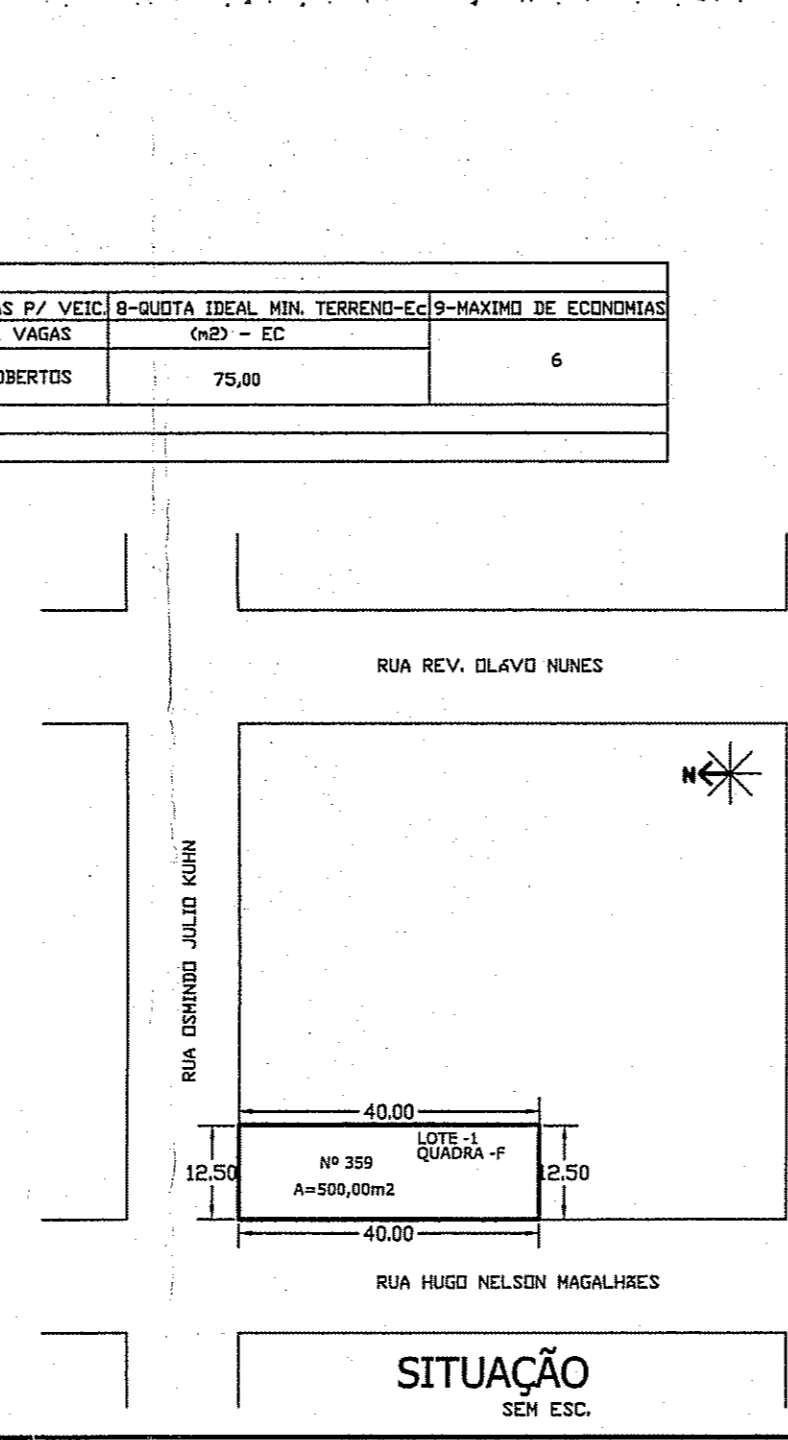 AS P/ VEIC. 8-QUOTA IDEAL MIN. TERRENO-Ec 9-MAXIMO DE ECONOMIAS
VAGAS (m2) - EC
6
OBERTOS 75,00
RUA REV. OLAVO NUNES
N
RUA OSMINDO JULIO KUHN
40.00
LOTE -1
QUADRA -F
Nº 359
12.50 12.50
A=500,00m2
40.00
RUA HUGO NELSON MAGALHÃES
SITUAÇÃO
SEM ESC.